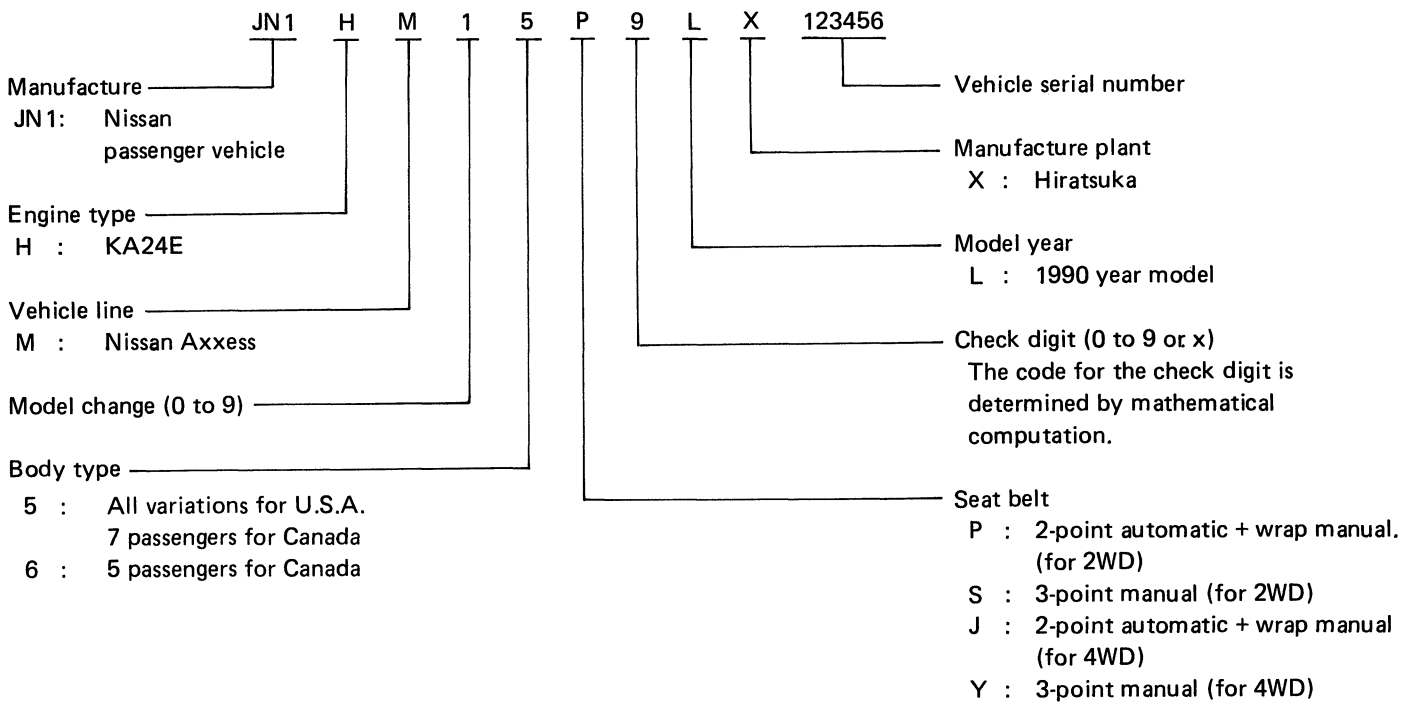 JN1 H M 1 5 P 9 L X 123456
Manufacture
JN1: Nissan
passenger vehicle
Engine type
H : KA24E
Vehicle line
M : Nissan Axxess
Model change (0 to 9)
Body type
5 : All variations for U.S.A.
7 passengers for Canada
6 : 5 passengers for Canada
Vehicle serial number
Manufacture plant
X : Hiratsuka
Model year
L : 1990 year model
Check digit (0 to 9 or x)
The code for the check digit is
determined by mathematical
computation.
Seat belt
P : 2-point automatic + wrap manual.
(for 2WD)
S : 3-point manual (for 2WD)
J : 2-point automatic + wrap manual
(for 4WD)
Y : 3-point manual (for 4WD)